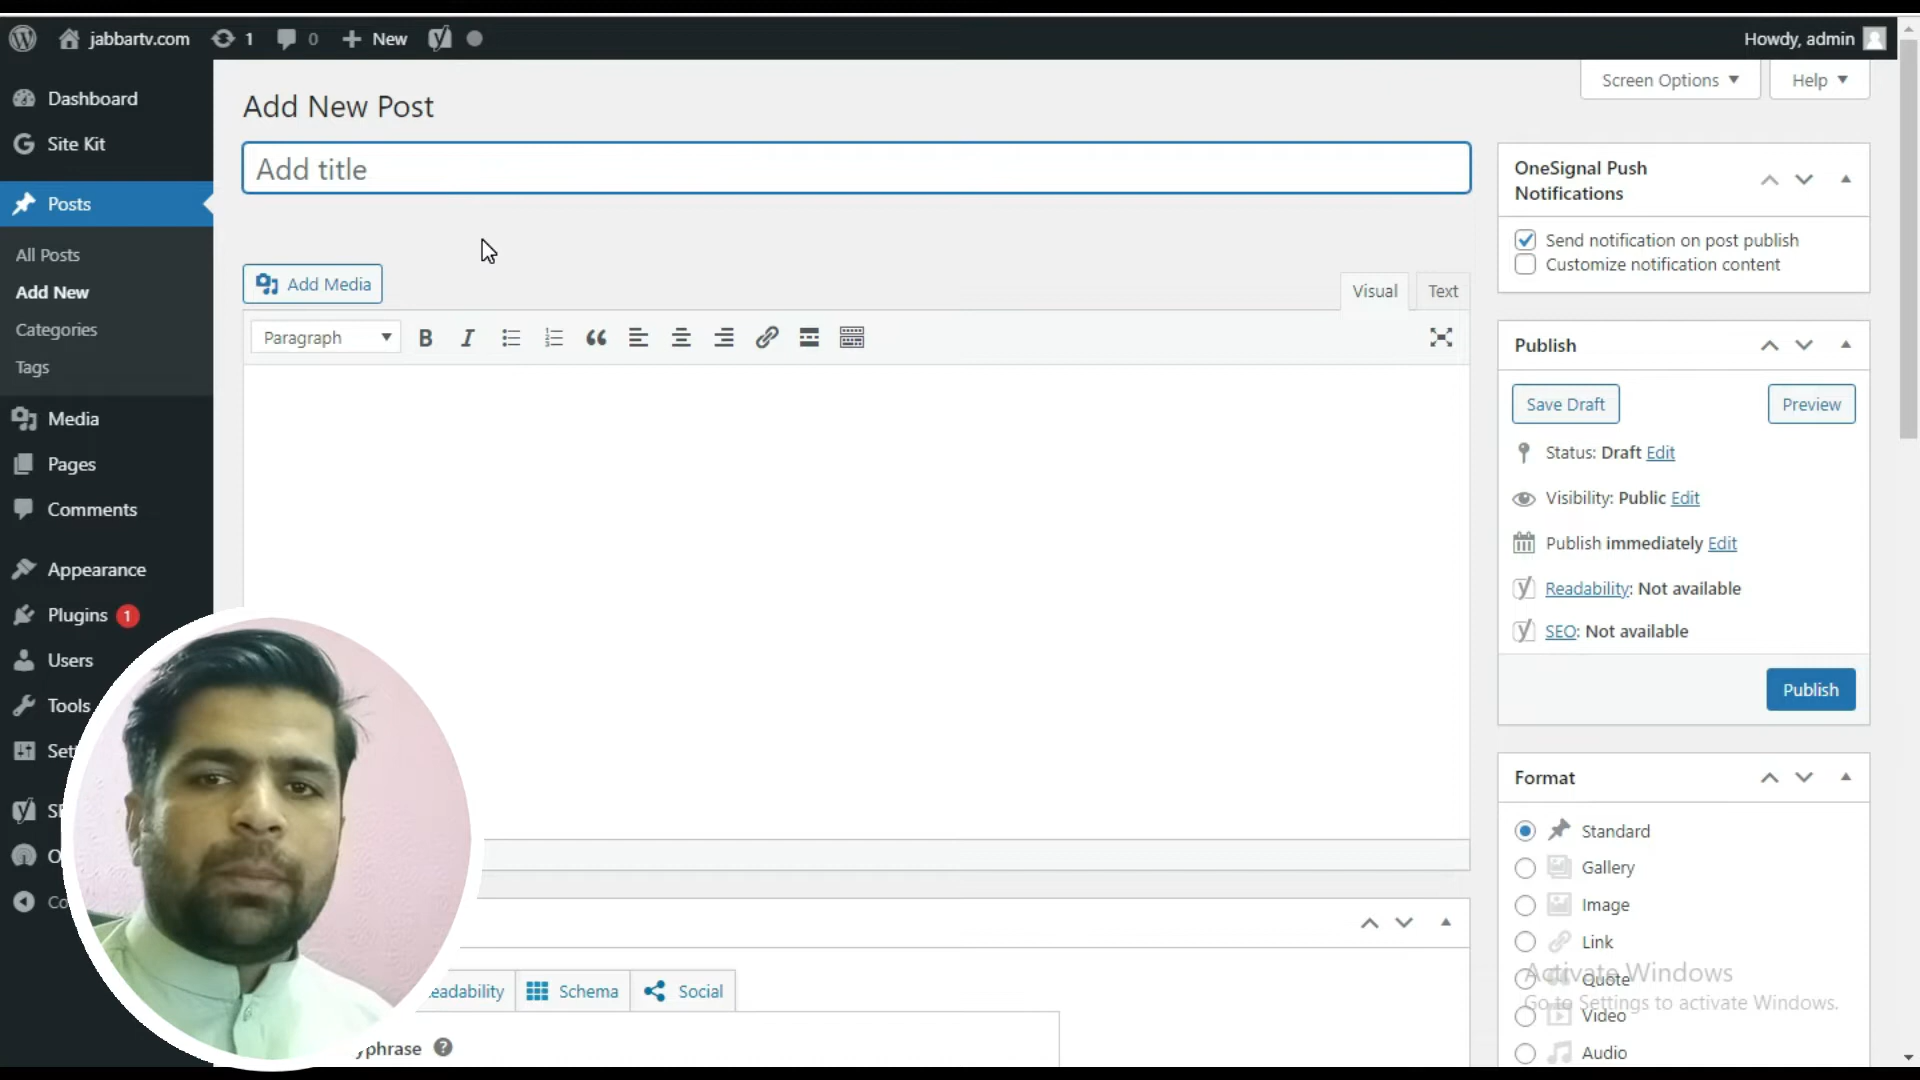 jabbartv.com 1 0 New Howdy, admin
Screen Options Help
Dashboard
Site Kit
Posts
All Posts
Add New
Categories
Tags
Media
Pages
Comments
Appearance
Plugins 1
Users
Tools
Add New Post
Add title
Add Media
Visual Text
Paragraph
Schema
Social
OneSignal Push
Notifications
Send notification on post publish
Customize notification content
Publish
Save Draft Preview
Status: Draft Edit
Visibility: Public Edit
Publish immediately Edit
Readability: Not available
SEO: Not available
Publish
Format
Standard
Gallery
Image
Link
Quote
Video
Audio
Activate Windows
Go to Settings to activate Windows.